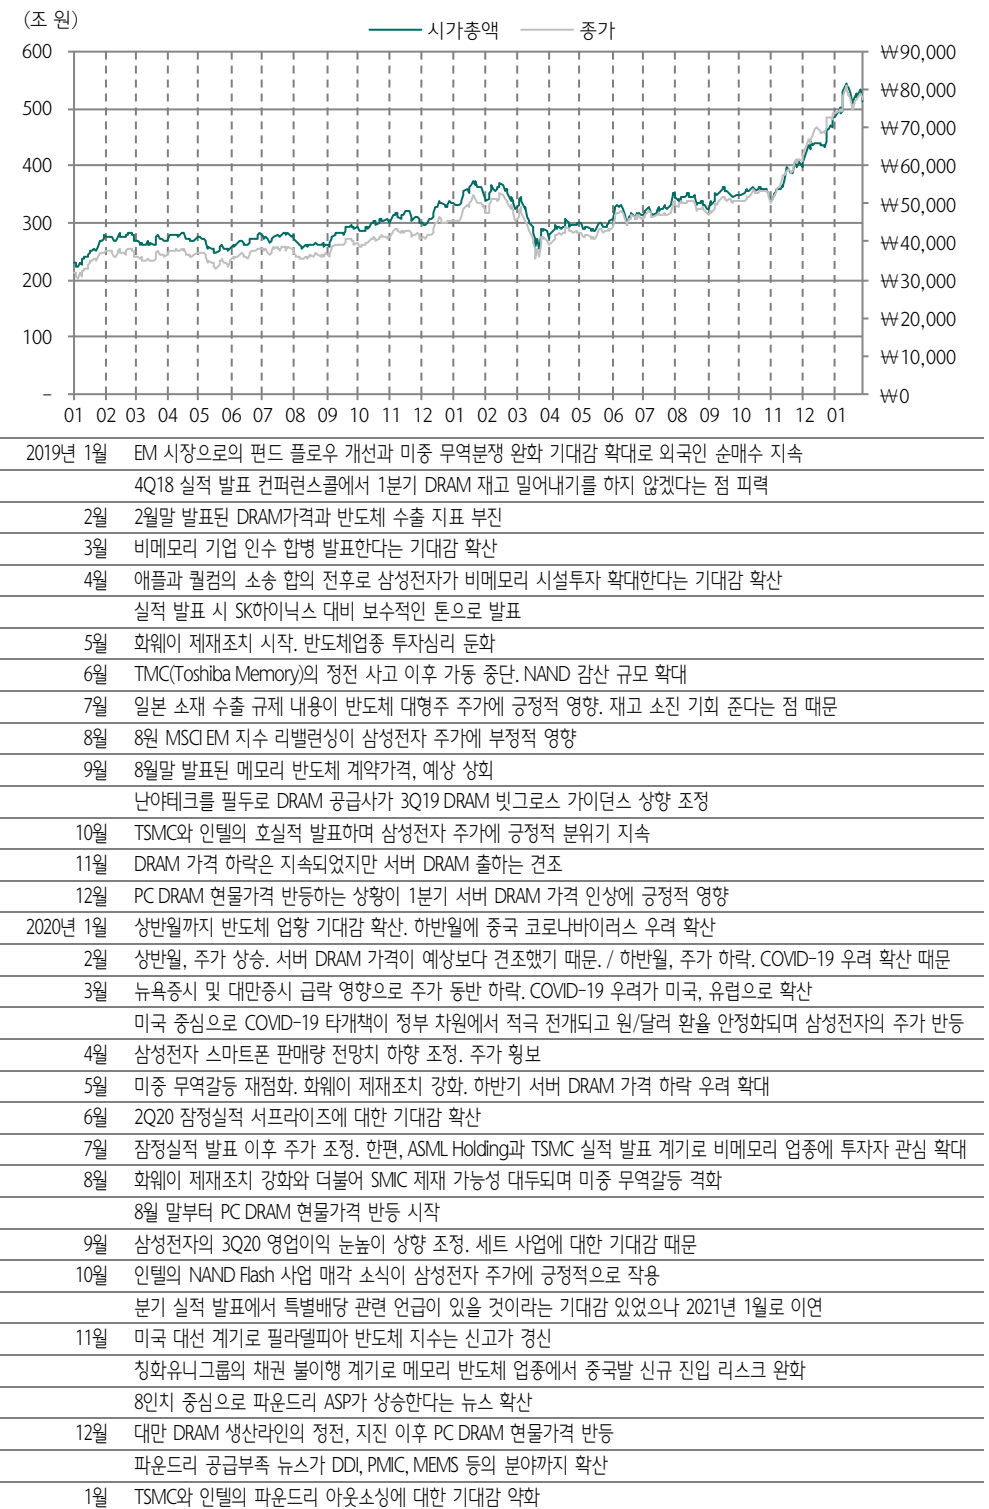 (조 원)
시가총액 종가
600
500
400
300
200
100
-
₩90,000
₩80,000
₩70,000
₩60,000
₩50,000
₩40,000
₩30,000
₩20,000
₩10,000
₩0
01 02 03 04 05 06 07 08 09 10 11 12 01 02 03 04 05 06 07 08 09 10 11 12 01
2019년 1월 EM 시장으로의 펀드 플로우 개선과 미중 무역분쟁 완화 기대감 확대로 외국인 순매수 지속
4Q18 실적 발표 컨퍼런스콜에서 1분기 DRAM 재고 밀어내기를 하지 않겠다는 점 피력
2월 2월말 발표된 DRAM가격과 반도체 수출 지표 부진
3월 비메모리 기업 인수 합병 발표한다는 기대감 확산
4월 애플과 퀄컴의 소송 합의 전후로 삼성전자가 비메모리 시설투자 확대한다는 기대감 확산
실적 발표 시 SK하이닉스 대비 보수적인 톤으로 발표
5월 화웨이 제재조치 시작. 반도체업종 투자심리 둔화
6월 TMC(Toshiba Memory)의 정전 사고 이후 가동 중단. NAND 감산 규모 확대
7월 일본 소재 수출 규제 내용이 반도체 대형주 주가에 긍정적 영향. 재고 소진 기회 준다는 점 때문
8월 8원 MSCI EM 지수 리밸런싱이 삼성전자 주가에 부정적 영향
9월 8월말 발표된 메모리 반도체 계약가격, 예상 상회
난야테크를 필두로 DRAM 공급사가 3Q19 DRAM 빗그로스 가이던스 상향 조정
10월 TSMC와 인텔의 호실적 발표하며 삼성전자 주가에 긍정적 분위기 지속
11월 DRAM 가격 하락은 지속되었지만 서버 DRAM 출하는 견조
12월 PC DRAM 현물가격 반등하는 상황이 1분기 서버 DRAM 가격 인상에 긍정적 영향
2020년 1월 상반월까지 반도체 업황 기대감 확산. 하반월에 중국 코로나바이러스 우려 확산
2월 상반월, 주가 상승. 서버 DRAM 가격이 예상보다 견조했기 때문. / 하반월, 주가 하락. COVID-19 우려 확산 때문
3월 뉴욕증시 및 대만증시 급락 영향으로 주가 동반 하락. COVID-19 우려가 미국, 유럽으로 확산
미국 중심으로 COVID-19 타개책이 정부 차원에서 적극 전개되고 원/달러 환율 안정화되며 삼성전자의 주가 반등
4월 삼성전자 스마트폰 판매량 전망치 하향 조정. 주가 횡보
5월 미중 무역갈등 재점화. 화웨이 제재조치 강화. 하반기 서버 DRAM 가격 하락 우려 확대
6월 2Q20 잠정실적 서프라이즈에 대한 기대감 확산
7월 잠정실적 발표 이후 주가 조정. 한편, ASML Holding과 TSMC 실적 발표 계기로 비메모리 업종에 투자자 관심 확대
8월 화웨이 제재조치 강화와 더불어 SMIC 제재 가능성 대두되며 미중 무역갈등 격화
8월 말부터 PC DRAM 현물가격 반등 시작
9월 삼성전자의 3Q20 영업이익 눈높이 상향 조정. 세트 사업에 대한 기대감 때문
10월 인텔의 NAND Flash 사업 매각 소식이 삼성전자 주가에 긍정적으로 작용
분기 실적 발표에서 특별배당 관련 언급이 있을 것이라는 기대감 있었으나 2021년 1월로 이연
11월 미국 대선 계기로 필라델피아 반도체 지수는 신고가 경신
칭화유니그룹의 채권 불이행 계기로 메모리 반도체 업종에서 중국발 신규 진입 리스크 완화
8인치 중심으로 파운드리 ASP가 상승한다는 뉴스 확산
12월 대만 DRAM 생산라인의 정전, 지진 이후 PC DRAM 현물가격 반등
파운드리 공급부족 뉴스가 DDI, PMIC, MEMS 등의 분야까지 확산
1월 TSMC와 인텔의 파운드리 아웃소싱에 대한 기대감 약화